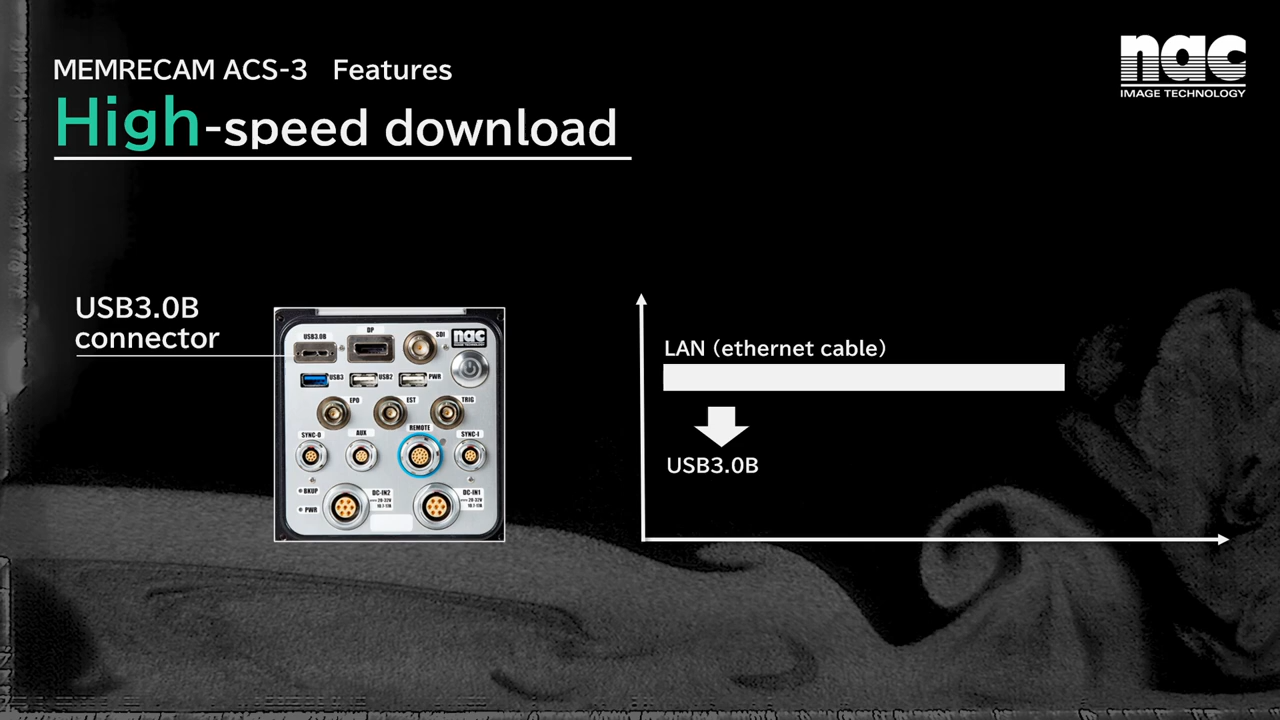 MEMRECAM ACS-3 Features
High-speed download
nac
IMAGE TECHNOLOGY
USB3.0B
connector
USB3.0B
DP
SDI
nac
USB3
USB2
PWR
EPO
EST
TRIG
SYNC-O
AUX
REMOTE
SYNC-I
BKUP
PWR
DC-IN2
DC-IN1
LAN (ethernet cable)
USB3.0B